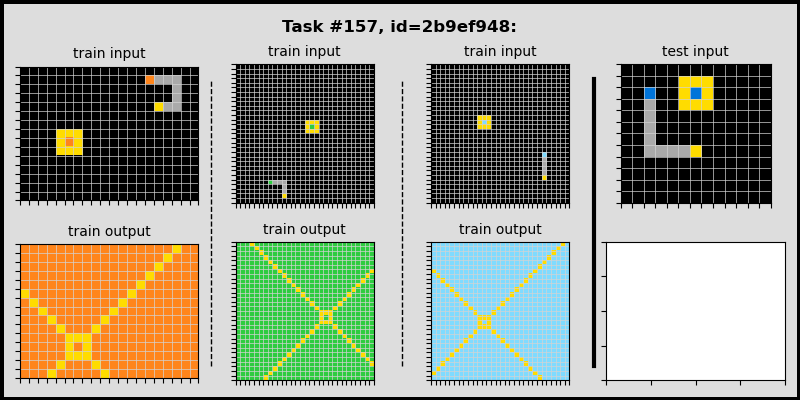 Task #157, id=2b9ef948:
train input
train input
train input
test input
train output
train output
train output